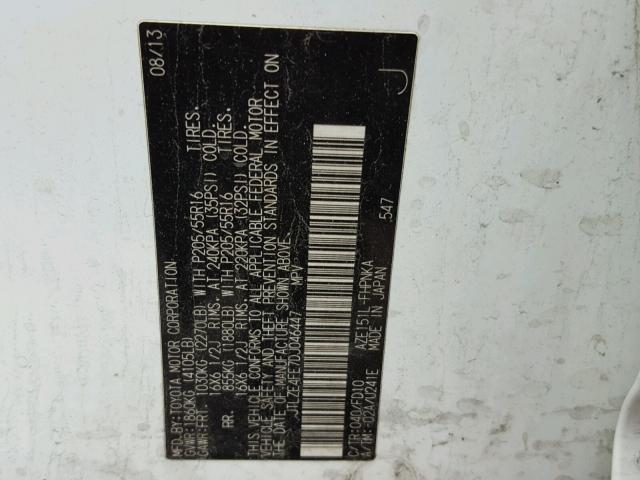 MFD.BY:TOYOTA MOTOR CORPORATION 08/13
GVWR:1860KG(4105LB)
GAWR:FRT. 1030KG(2270LB) WITH P205/55R16 TIRES.
16X6 1/2J RIMS. AT 240KPA (35PSI) COLD.
RR. 855KG(1880LB) WITH P205/55R16 TIRES.
16X6 1/2J RIMS. AT 220KPA (32PSI) COLD.
THIS VEHICLE CONFORMS TO ALL APPLICABLE FEDERAL MOTOR
VEHICLE SAFETY AND THEFT PREVENTION STANDARDS IN EFFECT ON
THE DATE OF MANUFACTURE SHOWN ABOVE.
MPV
C/TR:040/FD10 AZE151L-FHPNKA 547 J
A/TM:-02A/U241E MADE IN JAPAN